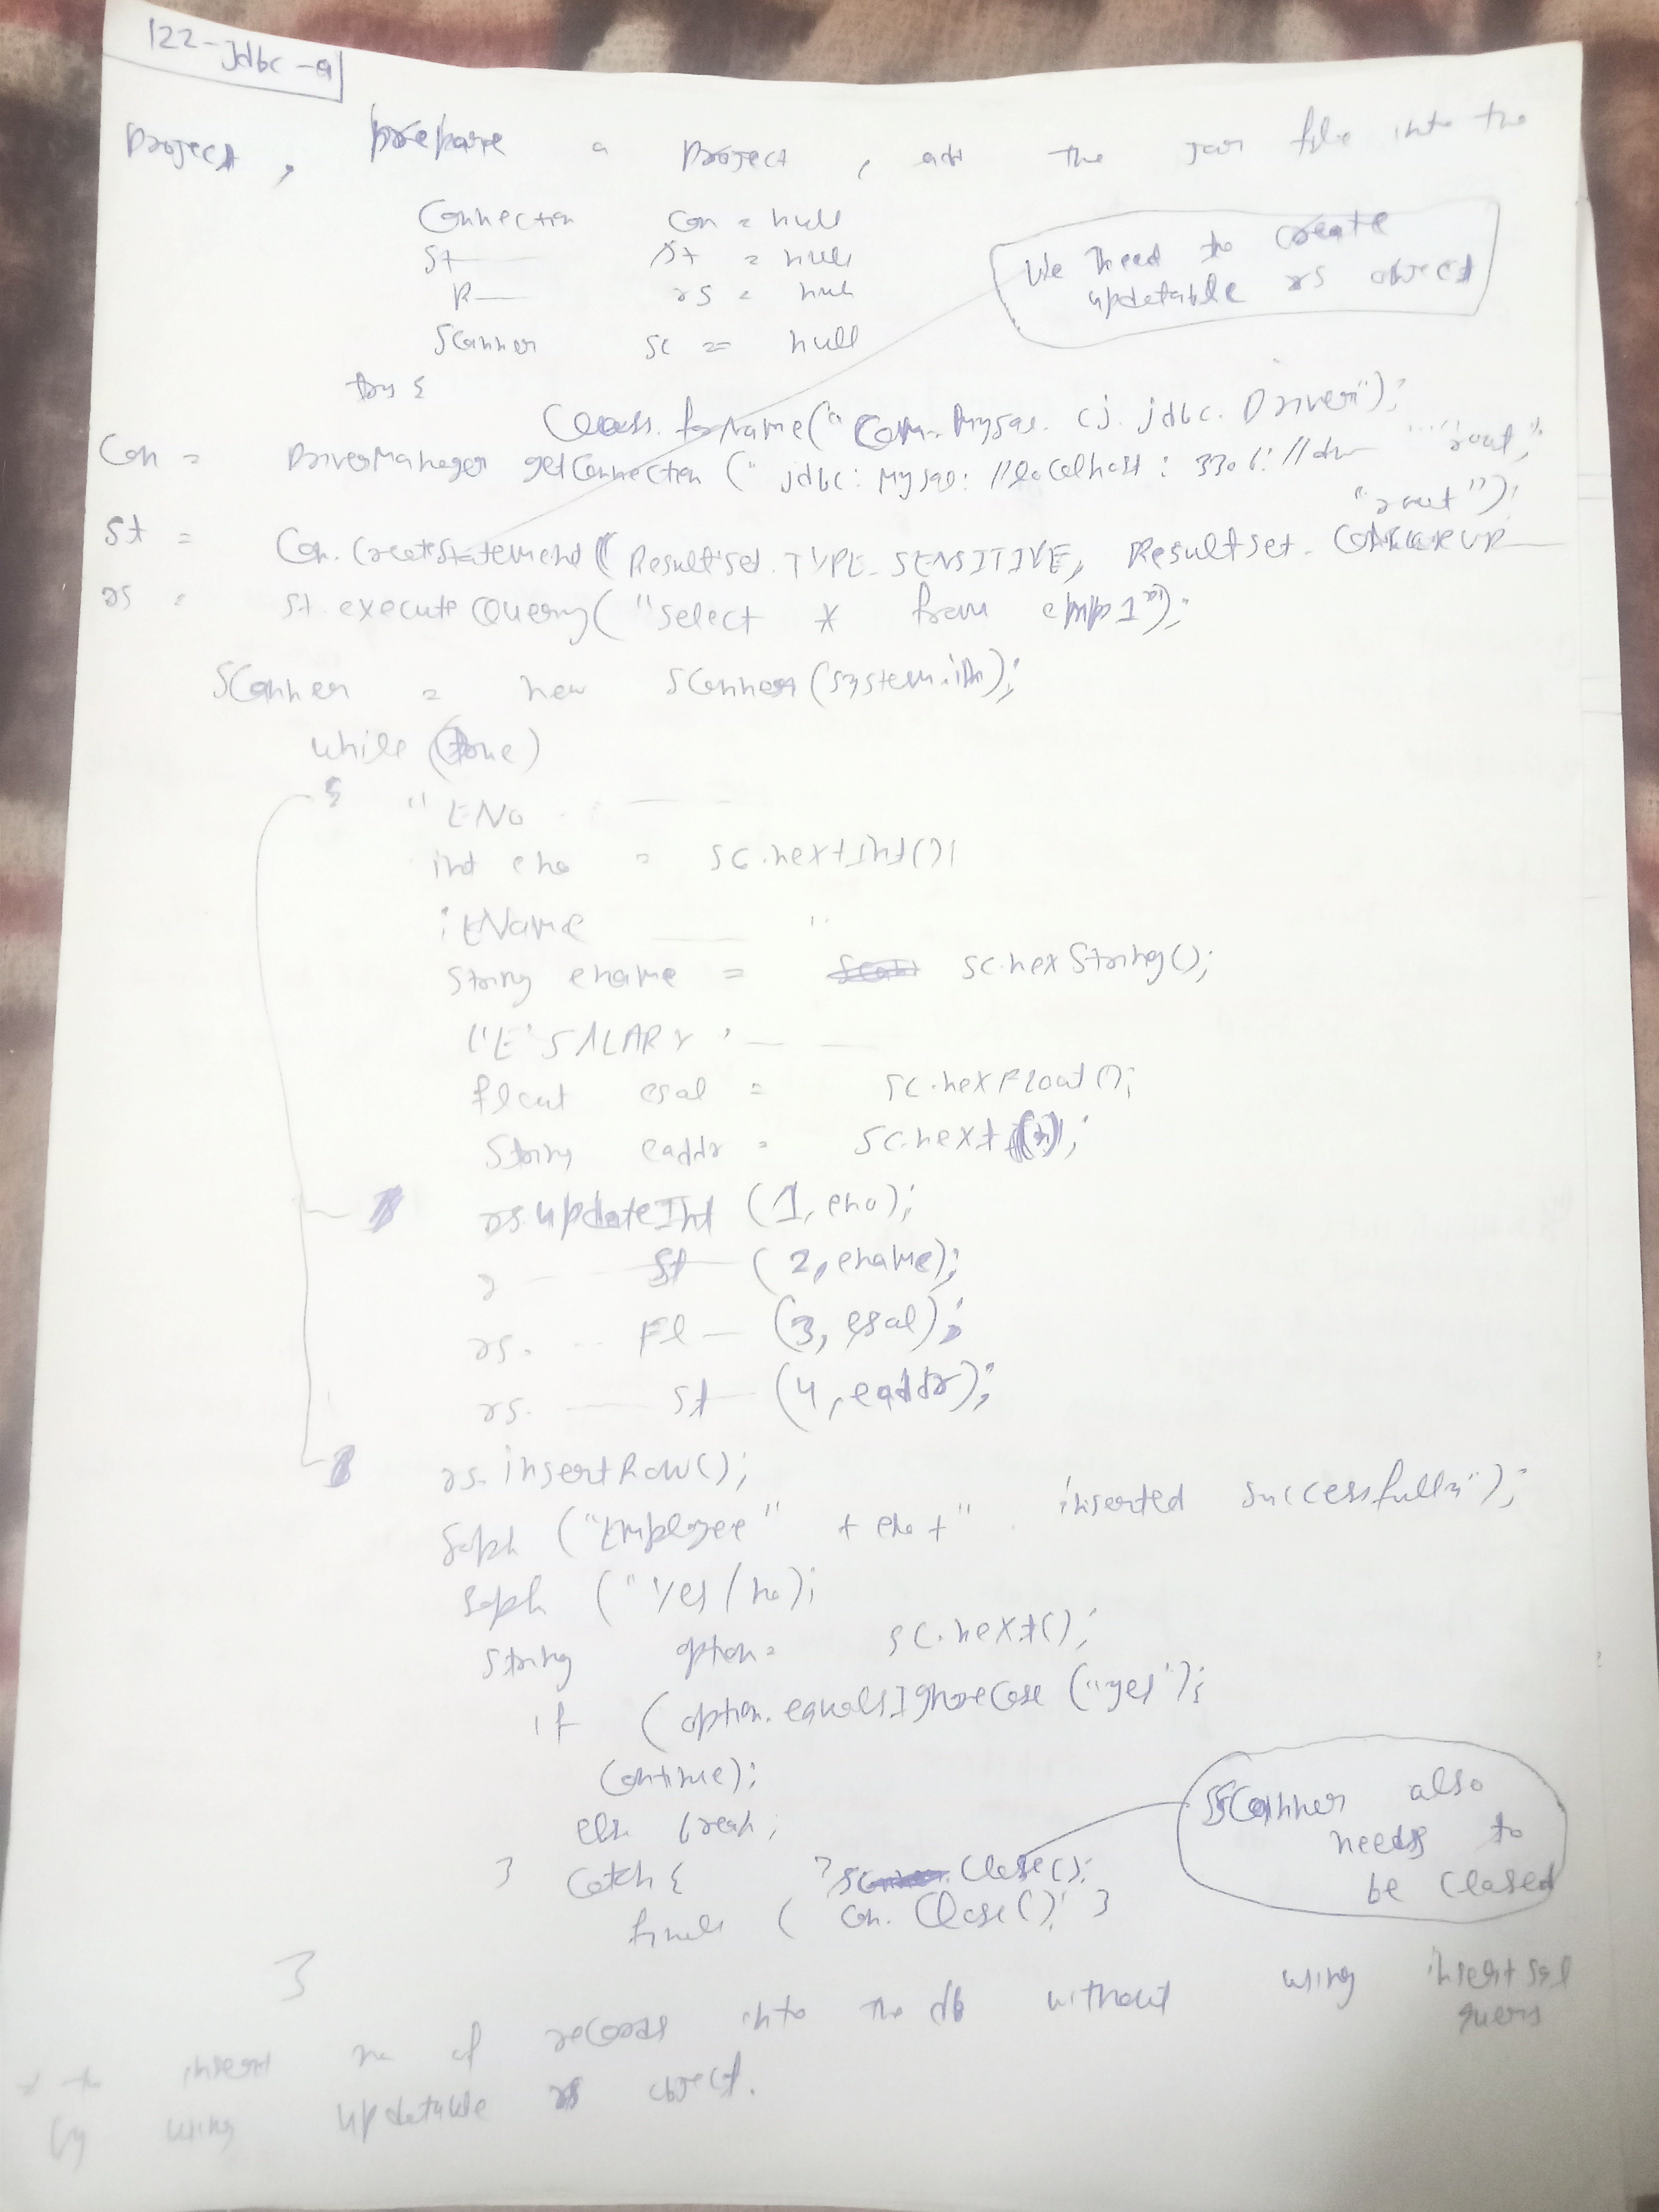 122-Jdbc-a
Project, prepare a project, add the jar file into the
Connection con = null
St st = null
R rs = null
Scanner sc = null
We need to create
updatable rs object
try {
Class.forName("com.mysql.cj.jdbc.Driver");
Con = DriverManager getConnection ("jdbc:mysql://localhost:3306://d "root",
"root");
St = Con.CreateStatement (ResultSet.TYPE_SENSITIVE, ResultSet.CONCURUP
rs = st.executeQuery("select * from emp1");
Scanner = new Scanner(system.in);
while (true)
{ "ENo
int eno = sc.nextInt();
; EName "
String ename = sc.nexString();
"E'SALARY '
float esal = sc.nexFloat();
String eaddr = sc.next();
rs.updateInt (1, eno);
r St (2, ename);
rs. Fl (3, esal);
rs. St (4, eaddr);
rs.insertRow();
Sopln ("Employee" + eno +" inserted successfully");
Sopln ("Yes/no);
String option = sc.next();
if (option.equalsIgnoreCase ("yes");
Continue);
else break;
Scanner also
needs to
be closed
} Catch { } sc Close();
finally ( con. Close(); }
}
* to insert no of records into the db without using insert sql
query
by using updatable rs object.